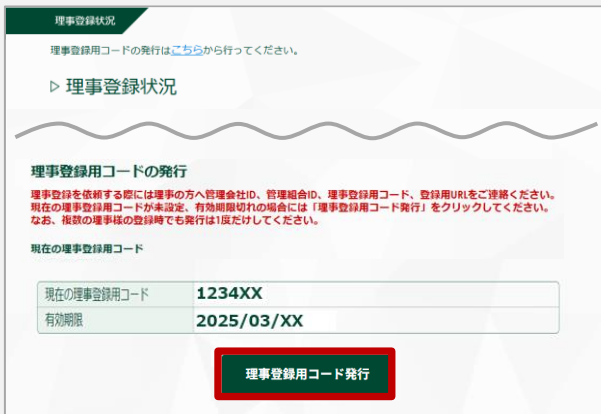 理事登録状況
理事登録用コードの発行はこちらから行ってください。
▷ 理事登録状況
理事登録用コードの発行
理事登録を依頼する際には理事の方へ管理会社ID、管理組合ID、理事登録用コード、登録用URLをご連絡ください。
現在の理事登録用コードが未設定、有効期限切れの場合には「理事登録用コード発行」をクリックしてください。
なお、複数の理事様の登録時でも発行は1度だけしてください。
現在の理事登録用コード
現在の理事登録用コード 1234XX
有効期限 2025/03/XX
理事登録用コード発行